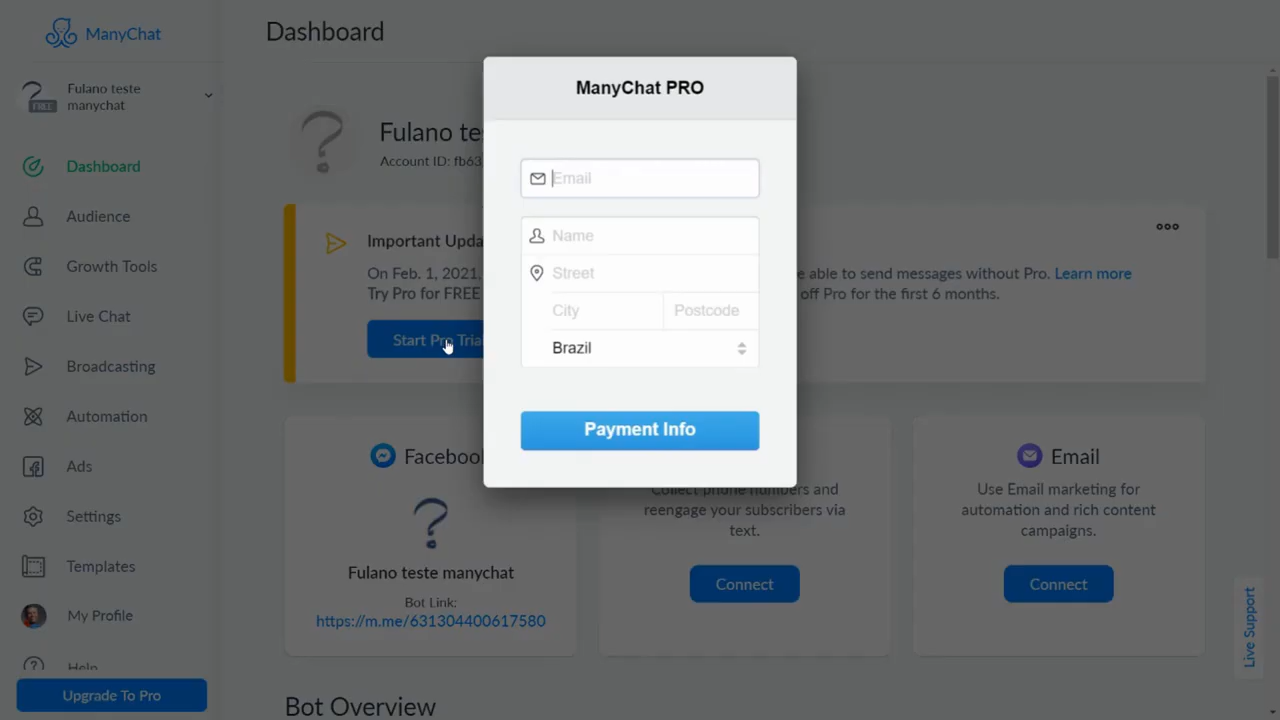 ManyChat
Dashboard
Fulano teste
manychat
FREE
Dashboard
Audience
Growth Tools
Live Chat
Broadcasting
Automation
Ads
Settings
Templates
My Profile
Help
Upgrade To Pro
Fulano te
Account ID: fb63
Important Upda
On Feb. 1, 2021,
e able to send messages without Pro. Learn more
Try Pro for FREE
off Pro for the first 6 months.
Start Pro Tria
ManyChat PRO
Email
Name
Street
City
Postcode
Brazil
Payment Info
Facebook
Fulano teste manychat
Bot Link:
https://m.me/631304400617580
Collect phone numbers and
reengage your subscribers via
text.
Connect
Email
Use Email marketing for
automation and rich content
campaigns.
Connect
Live Support
Bot Overview